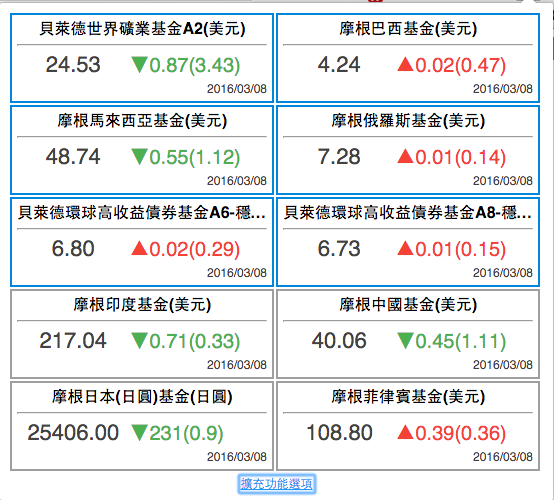 貝萊德世界礦業基金A2(美元)
24.53 ▼0.87(3.43)
2016/03/08
摩根巴西基金(美元)
4.24 ▲0.02(0.47)
2016/03/08
摩根馬來西亞基金(美元)
48.74 ▼0.55(1.12)
2016/03/08
摩根俄羅斯基金(美元)
7.28 ▲0.01(0.14)
2016/03/08
貝萊德環球高收益債券基金A6-穩...
6.80 ▲0.02(0.29)
2016/03/08
貝萊德環球高收益債券基金A8-穩...
6.73 ▲0.01(0.15)
2016/03/08
摩根印度基金(美元)
217.04 ▼0.71(0.33)
2016/03/08
摩根中國基金(美元)
40.06 ▼0.45(1.11)
2016/03/08
摩根日本(日圓)基金(日圓)
25406.00 ▼231(0.9)
2016/03/08
摩根菲律賓基金(美元)
108.80 ▲0.39(0.36)
2016/03/08
擴充功能選項